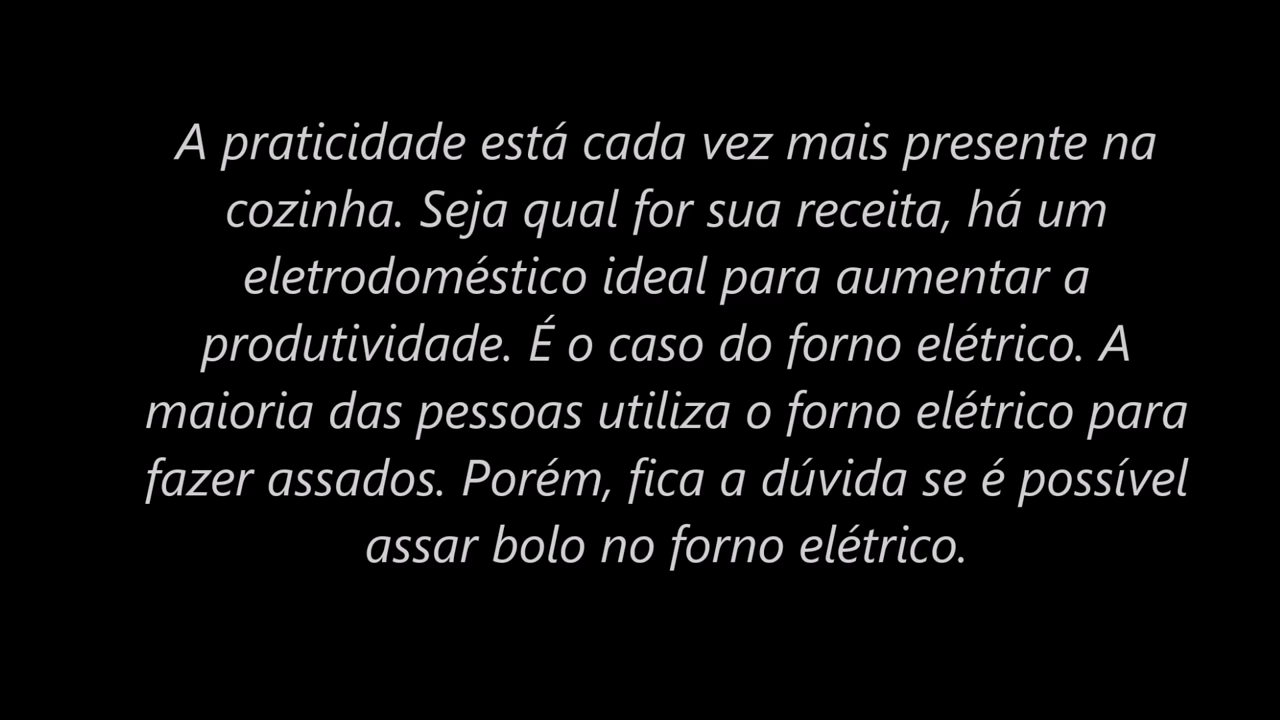 A praticidade está cada vez mais presente na
cozinha. Seja qual for sua receita, há um
eletrodoméstico ideal para aumentar a
produtividade. É o caso do forno elétrico. A
maioria das pessoas utiliza o forno elétrico para
fazer assados. Porém, fica a dúvida se é possível
assar bolo no forno elétrico.